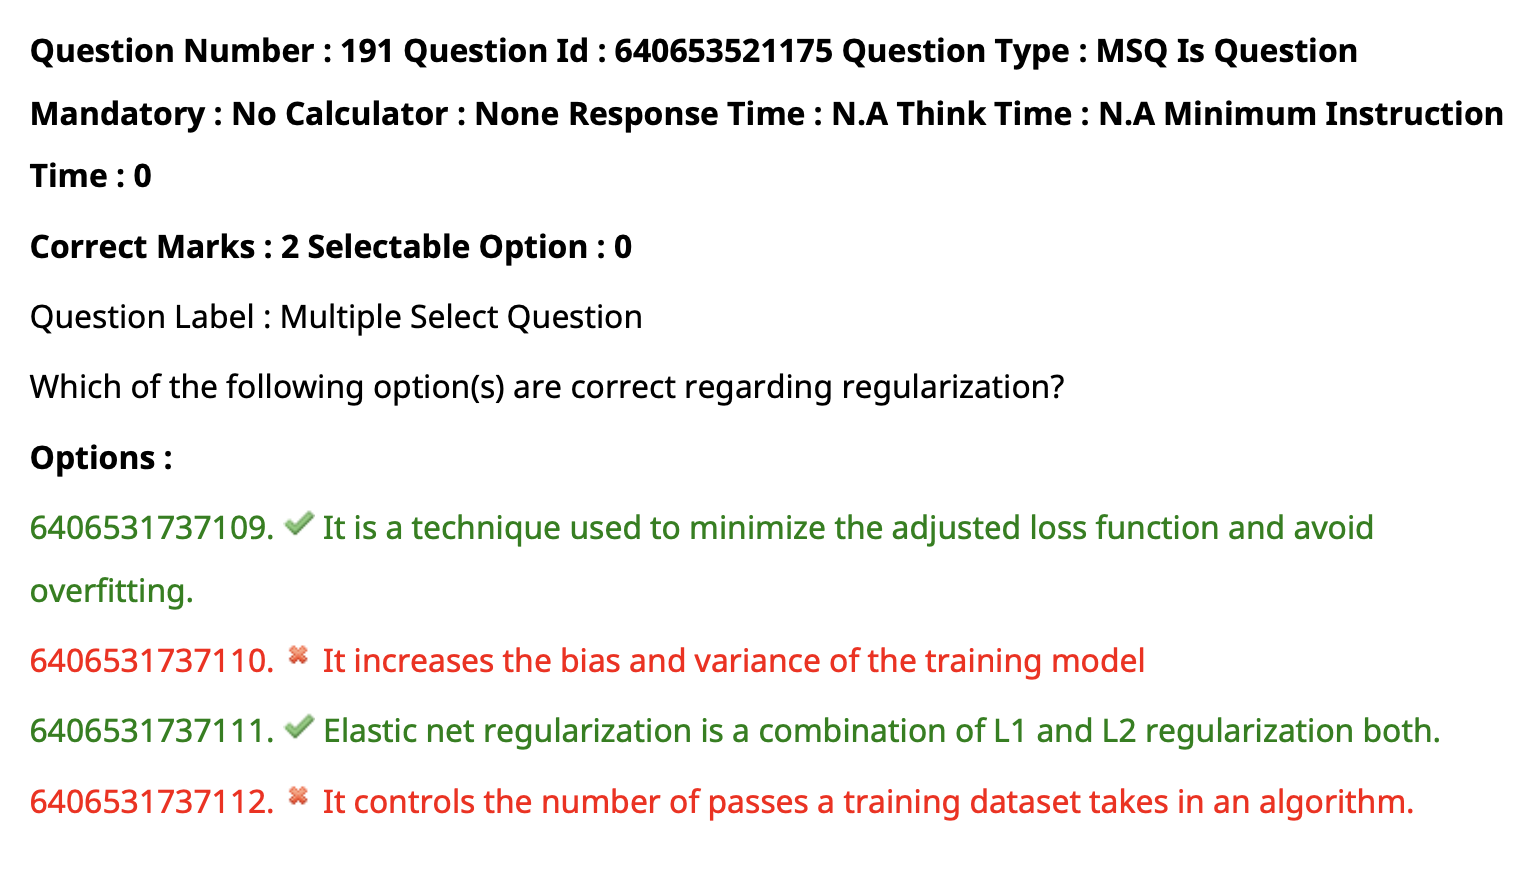 Question Number : 191 Question Id : 640653521175 Question Type : MSQ Is Question
Mandatory : No Calculator : None Response Time : N.A Think Time : N.A Minimum Instruction
Time : 0
Correct Marks : 2 Selectable Option : 0
Question Label : Multiple Select Question
Which of the following option(s) are correct regarding regularization?
Options :
6406531737109. It is a technique used to minimize the adjusted loss function and avoid
overfitting.
6406531737110. It increases the bias and variance of the training model
6406531737111. Elastic net regularization is a combination of L1 and L2 regularization both.
6406531737112. It controls the number of passes a training dataset takes in an algorithm.